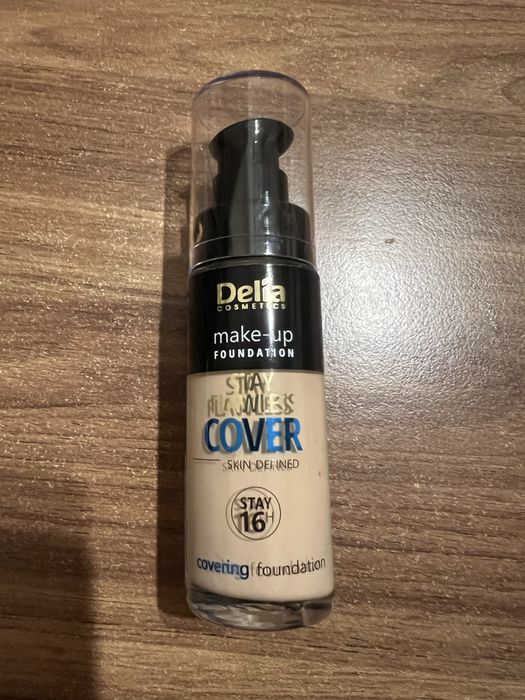 Delia
COSMETICS
make-up
FOUNDATION
STAY
FLAWLESS
COVER
SKIN DEFINED
STAY
16H
covering foundation